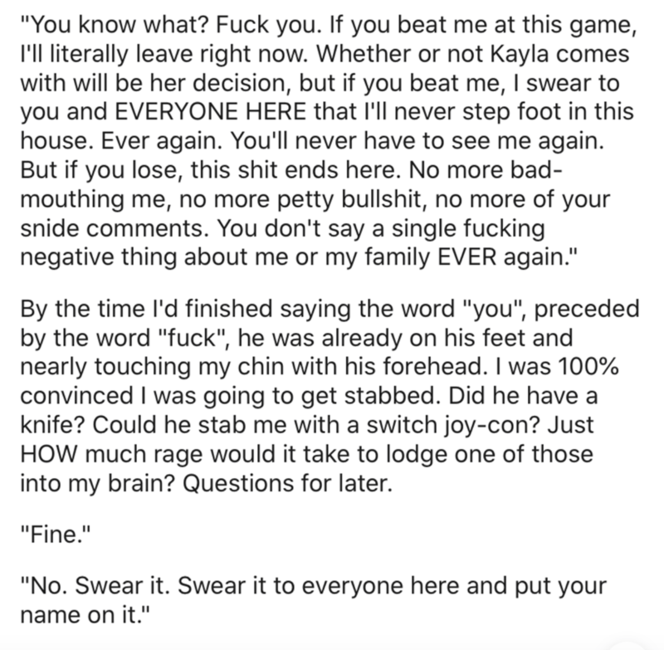 "You know what? Fuck you. If you beat me at this game,
I'll literally leave right now. Whether or not Kayla comes
with will be her decision, but if you beat me, I swear to
you and EVERYONE HERE that I'll never step foot in this
house. Ever again. You'll never have to see me again.
But if you lose, this shit ends here. No more bad-
mouthing me, no more petty bullshit, no more of your
snide comments. You don't say a single fucking
negative thing about me or my family EVER again."
By the time I'd finished saying the word "you", preceded
by the word "fuck", he was already on his feet and
nearly touching my chin with his forehead. I was 100%
convinced I was going to get stabbed. Did he have a
knife? Could he stab me with a switch joy-con? Just
HOW much rage would it take to lodge one of those
into my brain? Questions for later.
"Fine."
"No. Swear it. Swear it to everyone here and put your
name on it."